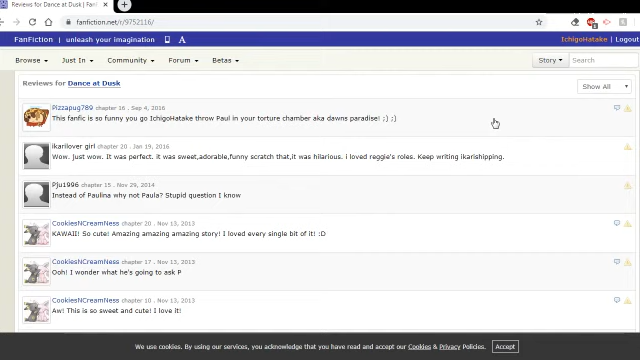 Reviews for Dance at Dusk | Fan
fanfiction.net/r/9752116/
FanFiction unleash your imagination A IchigoHatake | Logout
Browse Just In Community Forum Betas Story Search
Reviews for Dance at Dusk
Show All
Pizzapug789 chapter 16 . Sep 4, 2016
This fanfic is so funny you go IchigoHatake throw Paul in your torture chamber aka dawns paradise! ;) ;)
ikarilover girl chapter 20 . Jan 19, 2016
Wow. just wow. It was perfect. it was sweet,adorable,funny scratch that,it was hilarious. i loved reggie's roles. Keep writing ikarishipping.
Pju1996 chapter 15 . Nov 29, 2014
Instead of Paulina why not Paula? Stupid question I know
CookiesNCreamNess chapter 20 . Nov 13, 2013
KAWAII! So cute! Amazing amazing amazing story! I loved every single bit of it! :D
CookiesNCreamNess chapter 17 . Nov 13, 2013
Ooh! I wonder what he's going to ask P
CookiesNCreamNess chapter 10 . Nov 13, 2013
Aw! This is so sweet and cute! I love it!
We use cookies. By using our services, you acknowledge that you have read and accept our Cookies & Privacy Policies. Accept